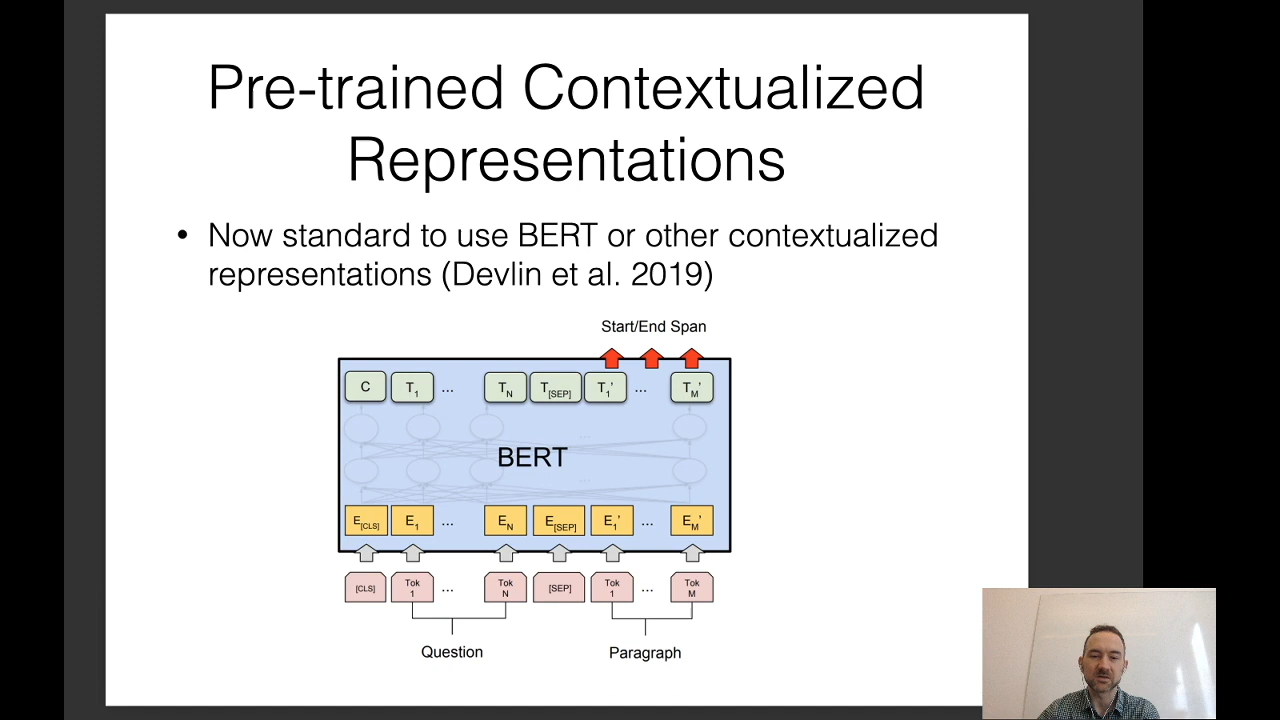 Pre-trained Contextualized
Representations
• Now standard to use BERT or other contextualized
representations (Devlin et al. 2019)
Start/End Span
C T1 ... TN T[SEP] T1' ... TM'
...
BERT
...
E[CLS] E1 ... EN E[SEP] E1' ... EM'
[CLS] Tok 1 ... Tok N [SEP] Tok 1 ... Tok M
Question Paragraph